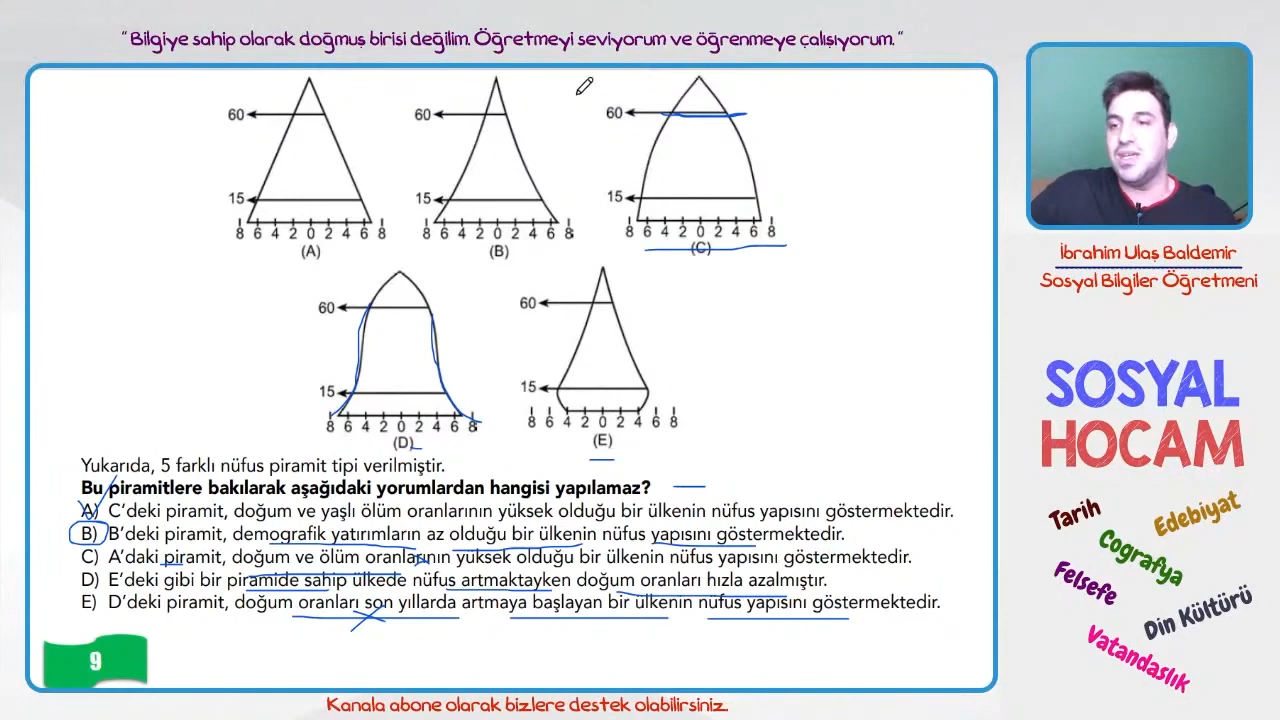 “ Bilgiye sahip olarak doğmuş birisi değilim. Öğretmeyi seviyorum ve öğrenmeye çalışıyorum. “
60
15
8 6 4 2 0 2 4 6 8
(A)
60
15
8 6 4 2 0 2 4 6 8
(B)
60
15
8 6 4 2 0 2 4 6 8
(C)
60
15
8 6 4 2 0 2 4 6 8
(D)
60
15
8 6 4 2 0 2 4 6 8
(E)
Yukarıda, 5 farklı nüfus piramit tipi verilmiştir.
Bu piramitlere bakılarak aşağıdaki yorumlardan hangisi yapılamaz?
A) C’deki piramit, doğum ve yaşlı ölüm oranlarının yüksek olduğu bir ülkenin nüfus yapısını göstermektedir.
B) B’deki piramit, demografik yatırımların az olduğu bir ülkenin nüfus yapısını göstermektedir.
C) A’daki piramit, doğum ve ölüm oranlarının yüksek olduğu bir ülkenin nüfus yapısını göstermektedir.
D) E’deki gibi bir piramide sahip ülkede nüfus artmaktayken doğum oranları hızla azalmıştır.
E) D’deki piramit, doğum oranları son yıllarda artmaya başlayan bir ülkenin nüfus yapısını göstermektedir.
9
Kanala abone olarak bizlere destek olabilirsiniz.
İbrahim Ulaş Baldemir
Sosyal Bilgiler Öğretmeni
SOSYAL
HOCAM
Tarih
Edebiyat
Coğrafya
Felsefe
Din Kültürü
Vatandaslık